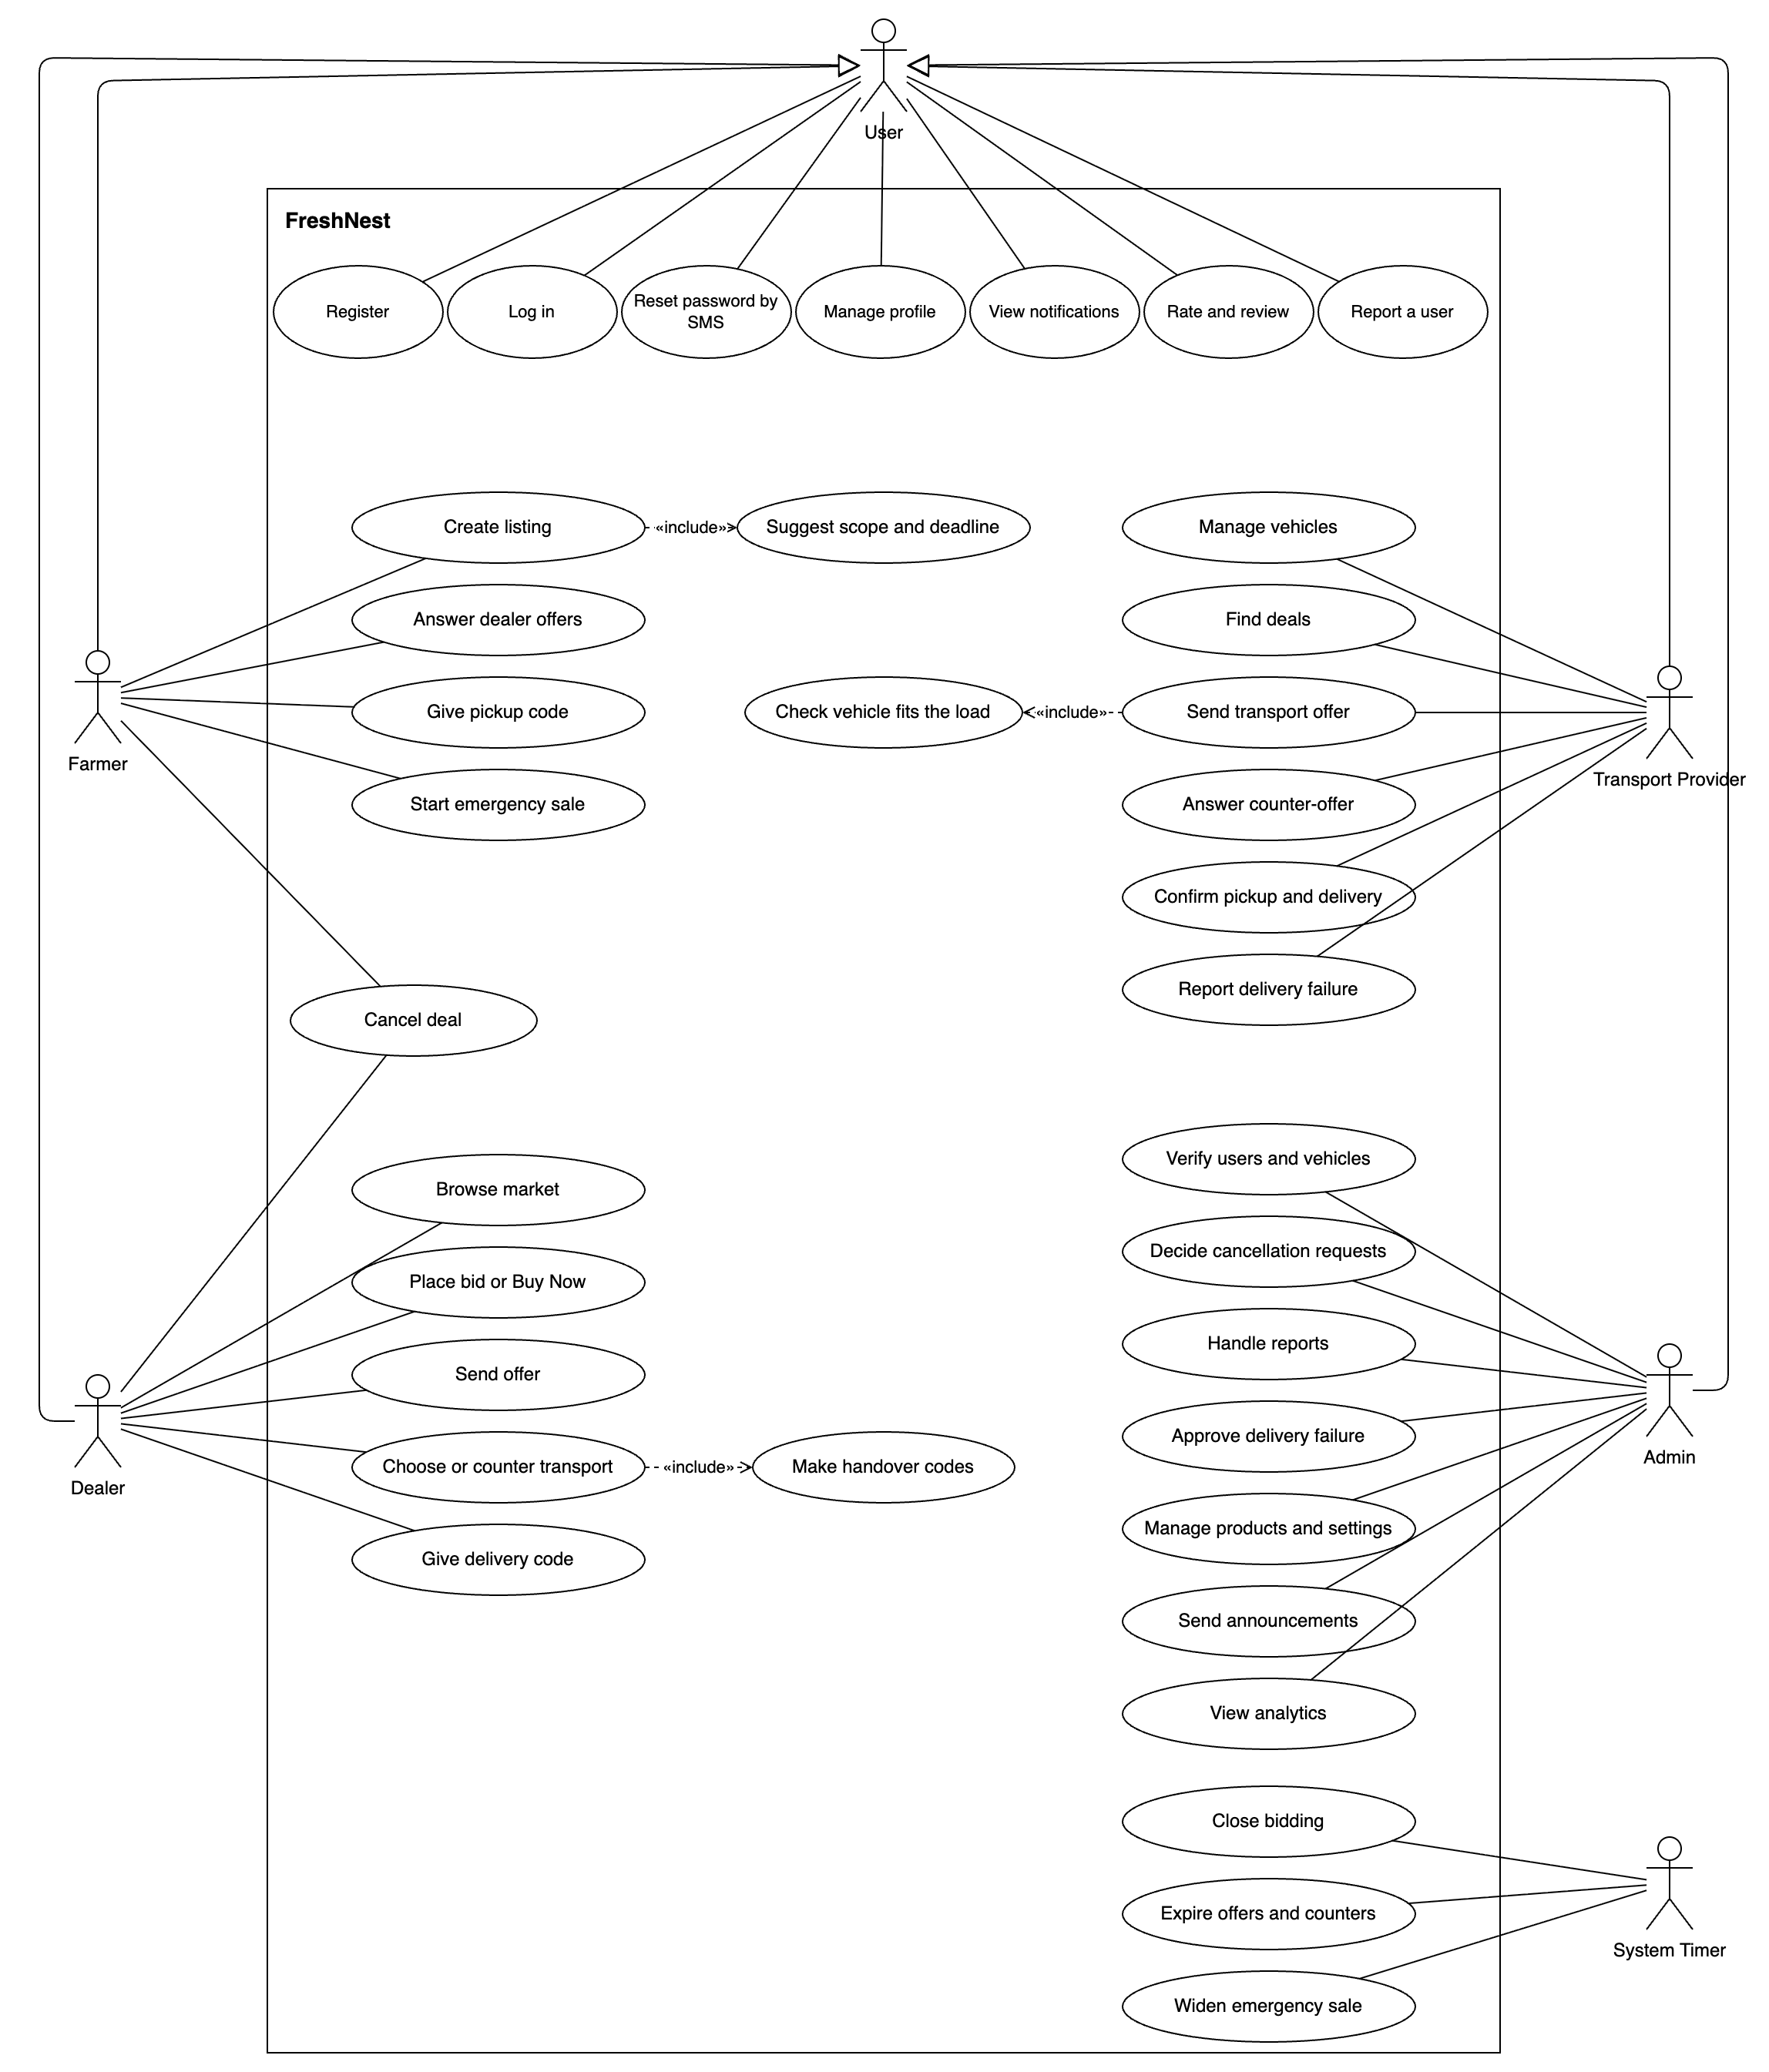 User
FreshNest
Register
Log in
Reset password by
SMS
Manage profile
View notifications
Rate and review
Report a user
Create listing
«include»
Suggest scope and deadline
Manage vehicles
Answer dealer offers
Find deals
Give pickup code
Check vehicle fits the load
«include»
Send transport offer
Farmer
Transport Provider
Start emergency sale
Answer counter-offer
Confirm pickup and delivery
Report delivery failure
Cancel deal
Verify users and vehicles
Browse market
Decide cancellation requests
Place bid or Buy Now
Handle reports
Send offer
Approve delivery failure
Admin
Choose or counter transport
«include»
Make handover codes
Dealer
Manage products and settings
Give delivery code
Send announcements
View analytics
Close bidding
Expire offers and counters
System Timer
Widen emergency sale